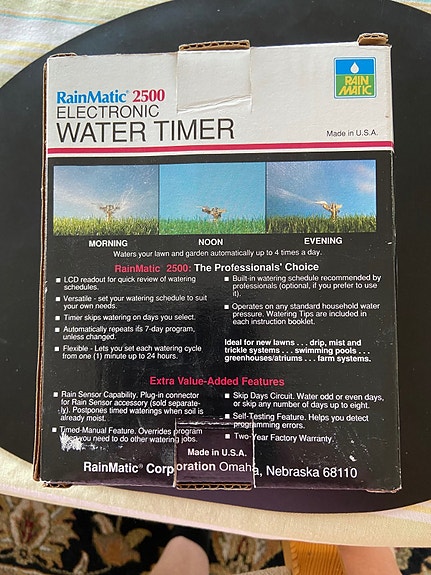 RainMatic® 2500
ELECTRONIC
WATER TIMER
RAIN
MATIC
Made in U.S.A.
MORNING
NOON
EVENING
Waters your lawn and garden automatically up to 4 times a day.
RainMatic® 2500: The Professionals' Choice
■ LCD readout for quick review of watering
schedules.
■ Versatile - set your watering schedule to suit
your own needs.
■ Timer skips watering on days you select.
■ Automatically repeats its 7-day program,
unless changed.
■ Flexible - Lets you set each watering cycle
from one (1) minute up to 24 hours.
■ Built-in watering schedule recommended by
professionals (optional, if you prefer to use
it).
■ Operates on any standard household water
pressure. Watering Tips are included in
each instruction booklet.
Ideal for new lawns . . . drip, mist and
trickle systems . . . swimming pools . . .
greenhouses/atriums . . . farm systems.
Extra Value-Added Features
■ Rain Sensor Capability. Plug-in connector
for Rain Sensor accessory (sold separate-
ly). Postpones timed waterings when soil is
already moist.
■ Timed-Manual Feature. Overrides program
when you need to do other watering jobs.
■ Skip Days Circuit. Water odd or even days,
or skip any number of days up to eight.
■ Self-Testing Feature. Helps you detect
programming errors.
■ Two-Year Factory Warranty.
Made in U.S.A.
RainMatic® Corporation Omaha, Nebraska 68110